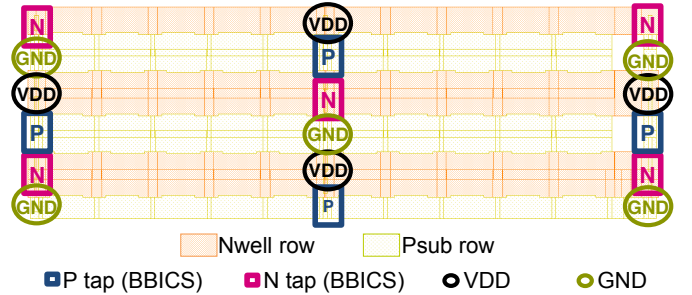 N VDD N
GND P GND
VDD N VDD
P GND P
N VDD N
GND P GND
Nwell row Psub row
P tap (BBICS) N tap (BBICS) VDD GND